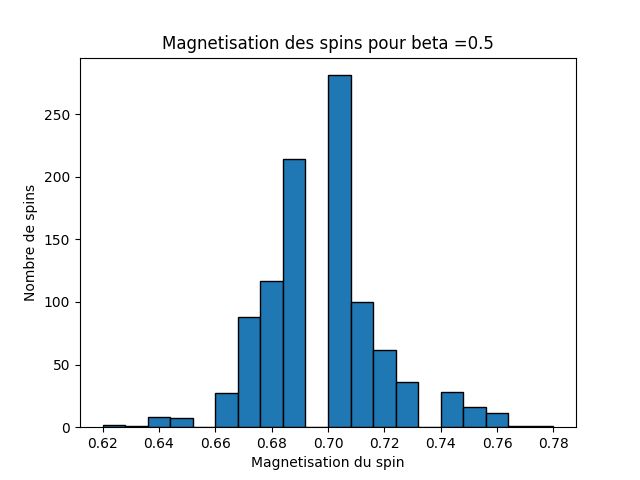 Magnetisation des spins pour beta =0.5
Nombre de spins
250
200
150
100
50
0
0.62 0.64 0.66 0.68 0.70 0.72 0.74 0.76 0.78
Magnetisation du spin